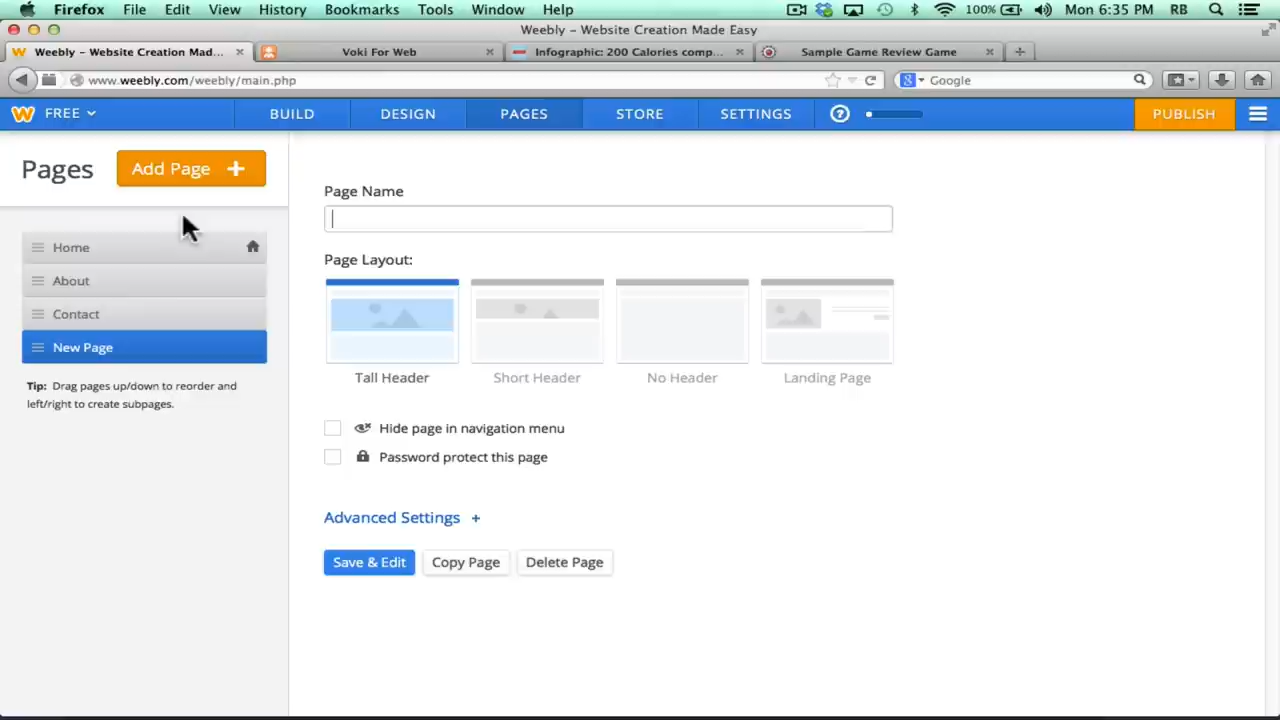 Firefox File Edit View History Bookmarks Tools Window Help 100% Mon 6:35 PM RB
Weebly – Website Creation Made Easy
Weebly – Website Creation Mad... Voki For Web Infographic: 200 Calories comp... Sample Game Review Game
www.weebly.com/weebly/main.php Google
FREE BUILD DESIGN PAGES STORE SETTINGS ? PUBLISH
Pages Add Page +
Page Name
Home
Page Layout:
About
Contact
New Page
Tall Header Short Header No Header Landing Page
Tip: Drag pages up/down to reorder and
left/right to create subpages.
Hide page in navigation menu
Password protect this page
Advanced Settings +
Save & Edit Copy Page Delete Page